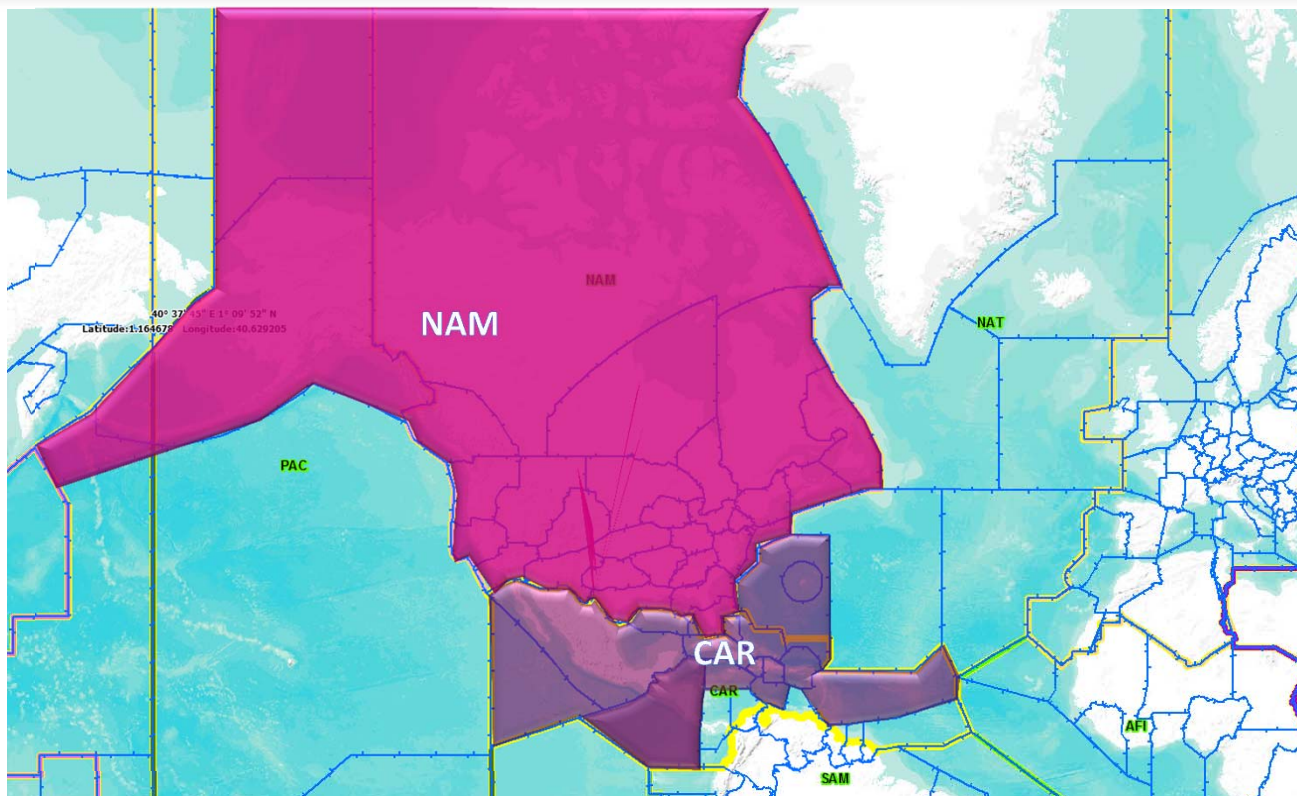 NAM
40° 37' 45" E 1° 09' 52" N
Latitude:1.164678 Longitude:40.629205
NAM
NAT
PAC
CAR
CAR
AFI
SAM